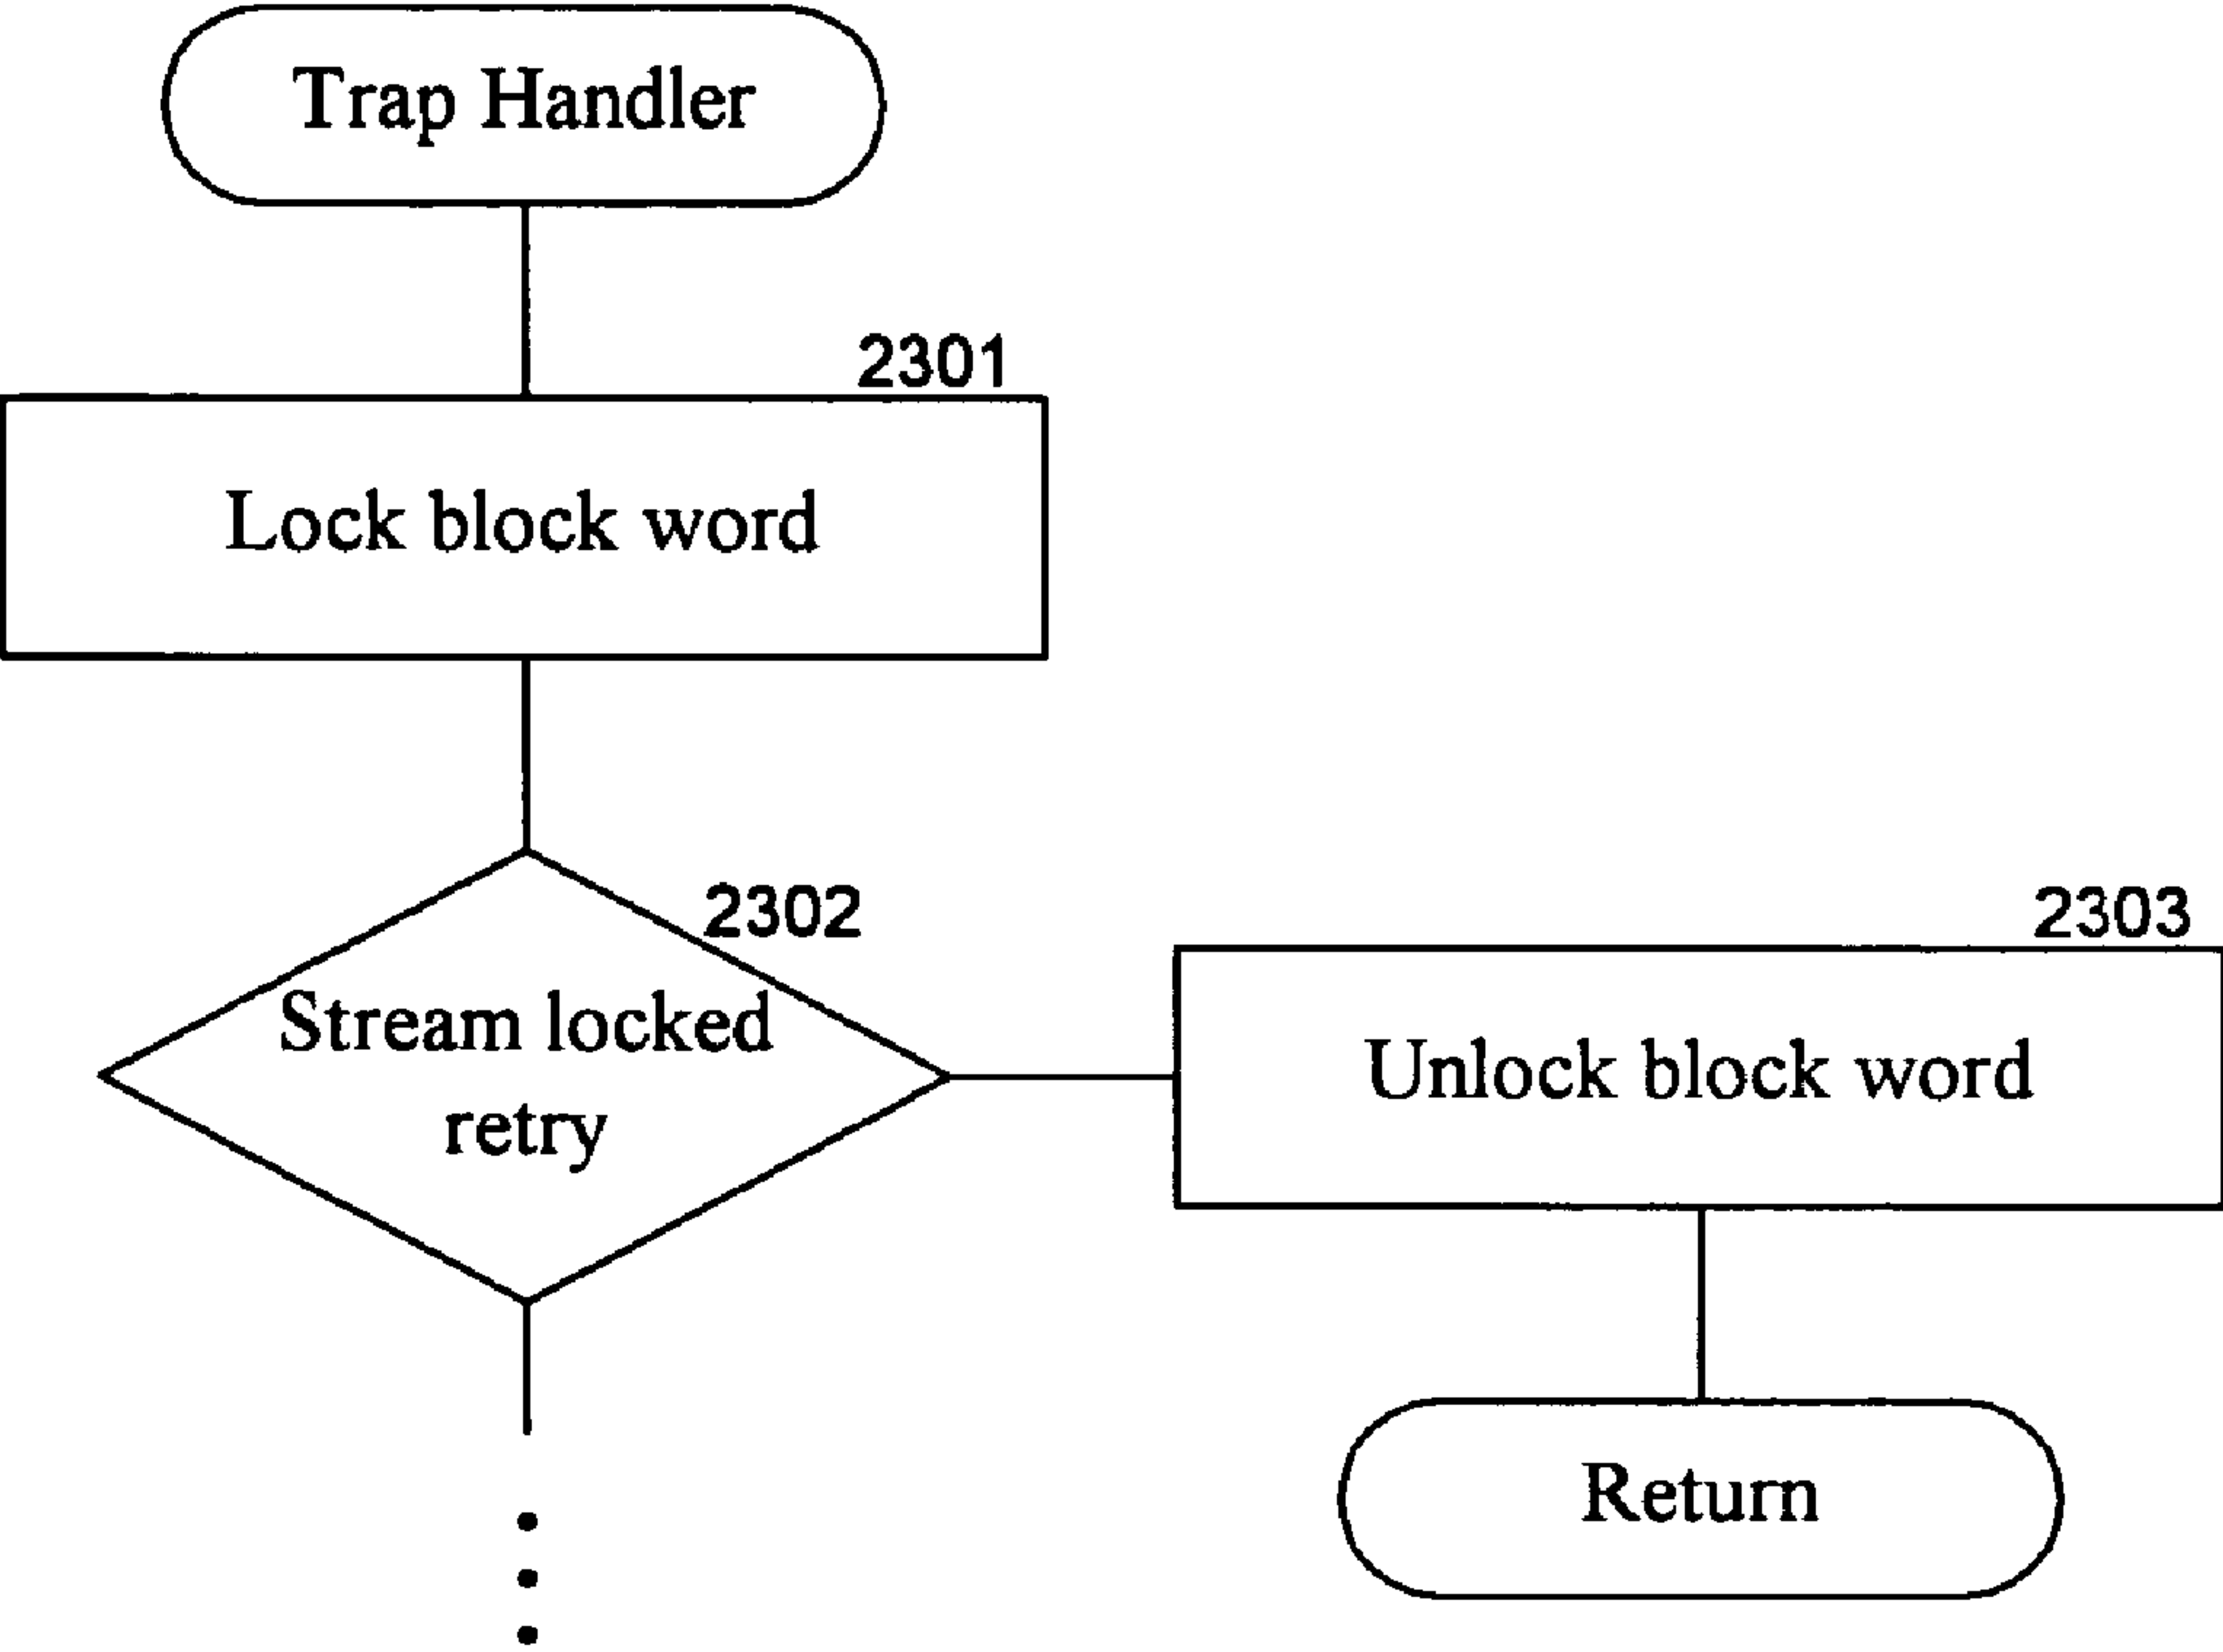 Trap Handler
2301
Lock block word
2302
Stream locked
retry
2303
Unlock block word
Return